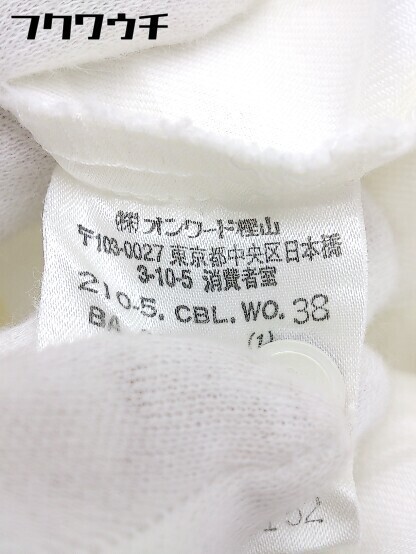 フクワウチ
(株)オンワード樫山
〒103-0027 東京都中央区日本橋
3-10-5 消費者室
210-5. CBL. WO. 38
(1)